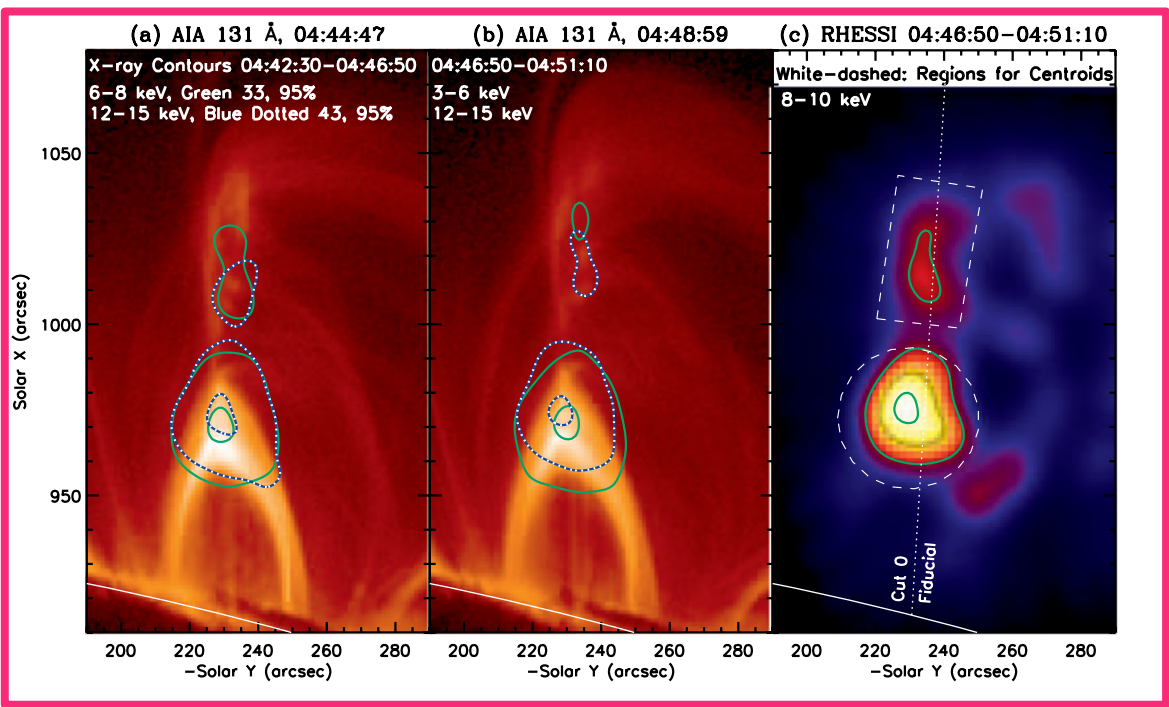 (a) AIA 131 Å, 04:44:47
(b) AIA 131 Å, 04:48:59
(c) RHESSI 04:46:50-04:51:10
X-ray Contours 04:42:30-04:46:50
6-8 keV, Green 33, 95%
12-15 keV, Blue Dotted 43, 95%
04:46:50-04:51:10
3-6 keV
12-15 keV
White-dashed: Regions for Centroids
8-10 keV
Cut 0
Fiducial
Solar X (arcsec)
1050
1000
950
200 220 240 260 280
200 220 240 260 280
200 220 240 260 280
-Solar Y (arcsec)
-Solar Y (arcsec)
-Solar Y (arcsec)